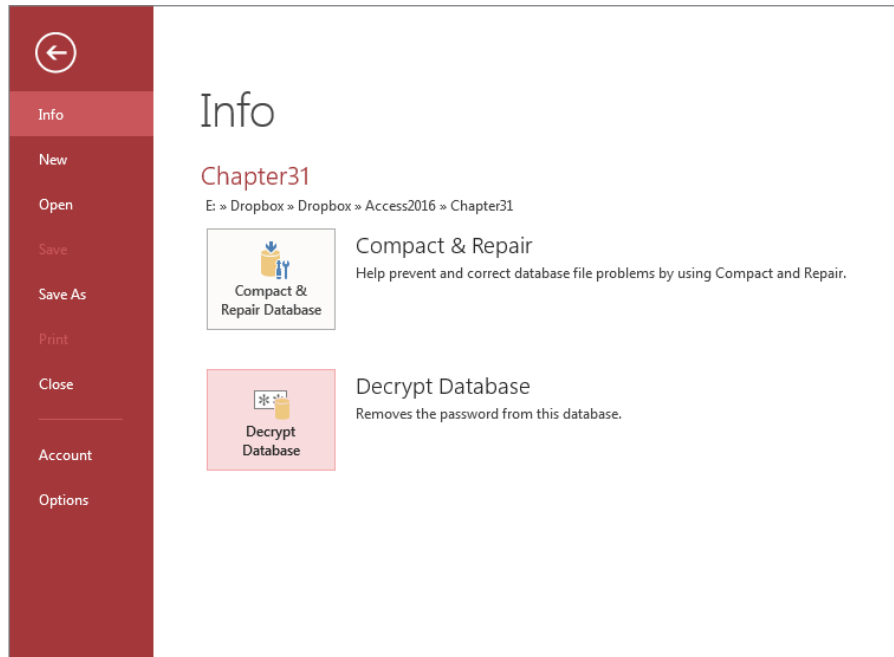 Info
New
Open
Save
Save As
Print
Close
Account
Options
Info
Chapter31
E: » Dropbox » Dropbox » Access2016 » Chapter31
Compact &
Repair Database
Compact & Repair
Help prevent and correct database file problems by using Compact and Repair.
Decrypt
Database
Decrypt Database
Removes the password from this database.